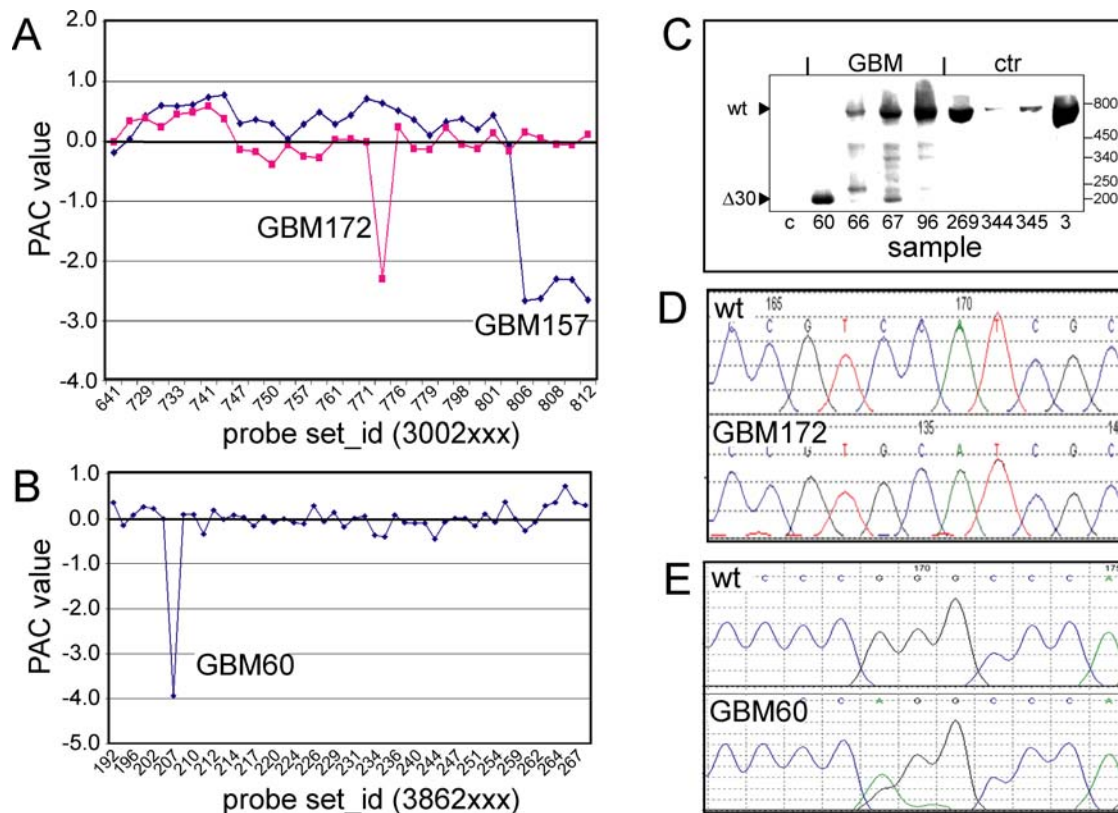 A
2.0
1.0
0.0
-1.0
-2.0
-3.0
-4.0
PAC value
GBM172
GBM157
641 729 733 741 747 750 757 761 771 776 779 798 801 806 808 812
probe set_id (3002xxx)
B
1.0
0.0
-1.0
-2.0
-3.0
-4.0
-5.0
PAC value
GBM60
192 196 202 207 210 212 214 217 220 224 226 229 231 234 236 240 244 247 251 254 259 262 264 267
probe set_id (3862xxx)
C
GBM ctr
wt
Δ30
800
450
340
250
200
c 60 66 67 96 269 344 345 3
sample
D
wt
165 170
C G T C C A T C G C
GBM172
135
T G C A T C G C
E
wt
170
C C C G G G C C C A
GBM60
C C A G G C C C A